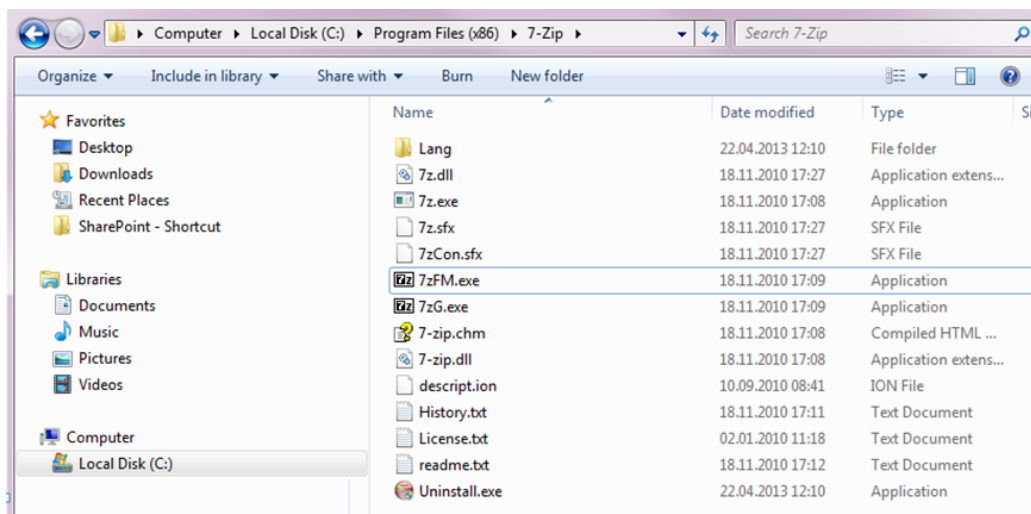 Computer Local Disk (C:) Program Files (x86) 7-Zip Search 7-Zip
Organize Include in library Share with Burn New folder
Favorites
Desktop
Downloads
Recent Places
SharePoint - Shortcut
Libraries
Documents
Music
Pictures
Videos
Computer
Local Disk (C:)
Name Date modified Type
Lang 22.04.2013 12:10 File folder
7z.dll 18.11.2010 17:27 Application extens...
7z.exe 18.11.2010 17:08 Application
7z.sfx 18.11.2010 17:27 SFX File
7zCon.sfx 18.11.2010 17:27 SFX File
7zFM.exe 18.11.2010 17:09 Application
7zG.exe 18.11.2010 17:09 Application
7-zip.chm 18.11.2010 17:08 Compiled HTML ...
7-zip.dll 18.11.2010 17:08 Application extens...
descript.ion 10.09.2010 08:41 ION File
History.txt 18.11.2010 17:11 Text Document
License.txt 02.01.2010 11:18 Text Document
readme.txt 18.11.2010 17:12 Text Document
Uninstall.exe 22.04.2013 12:10 Application